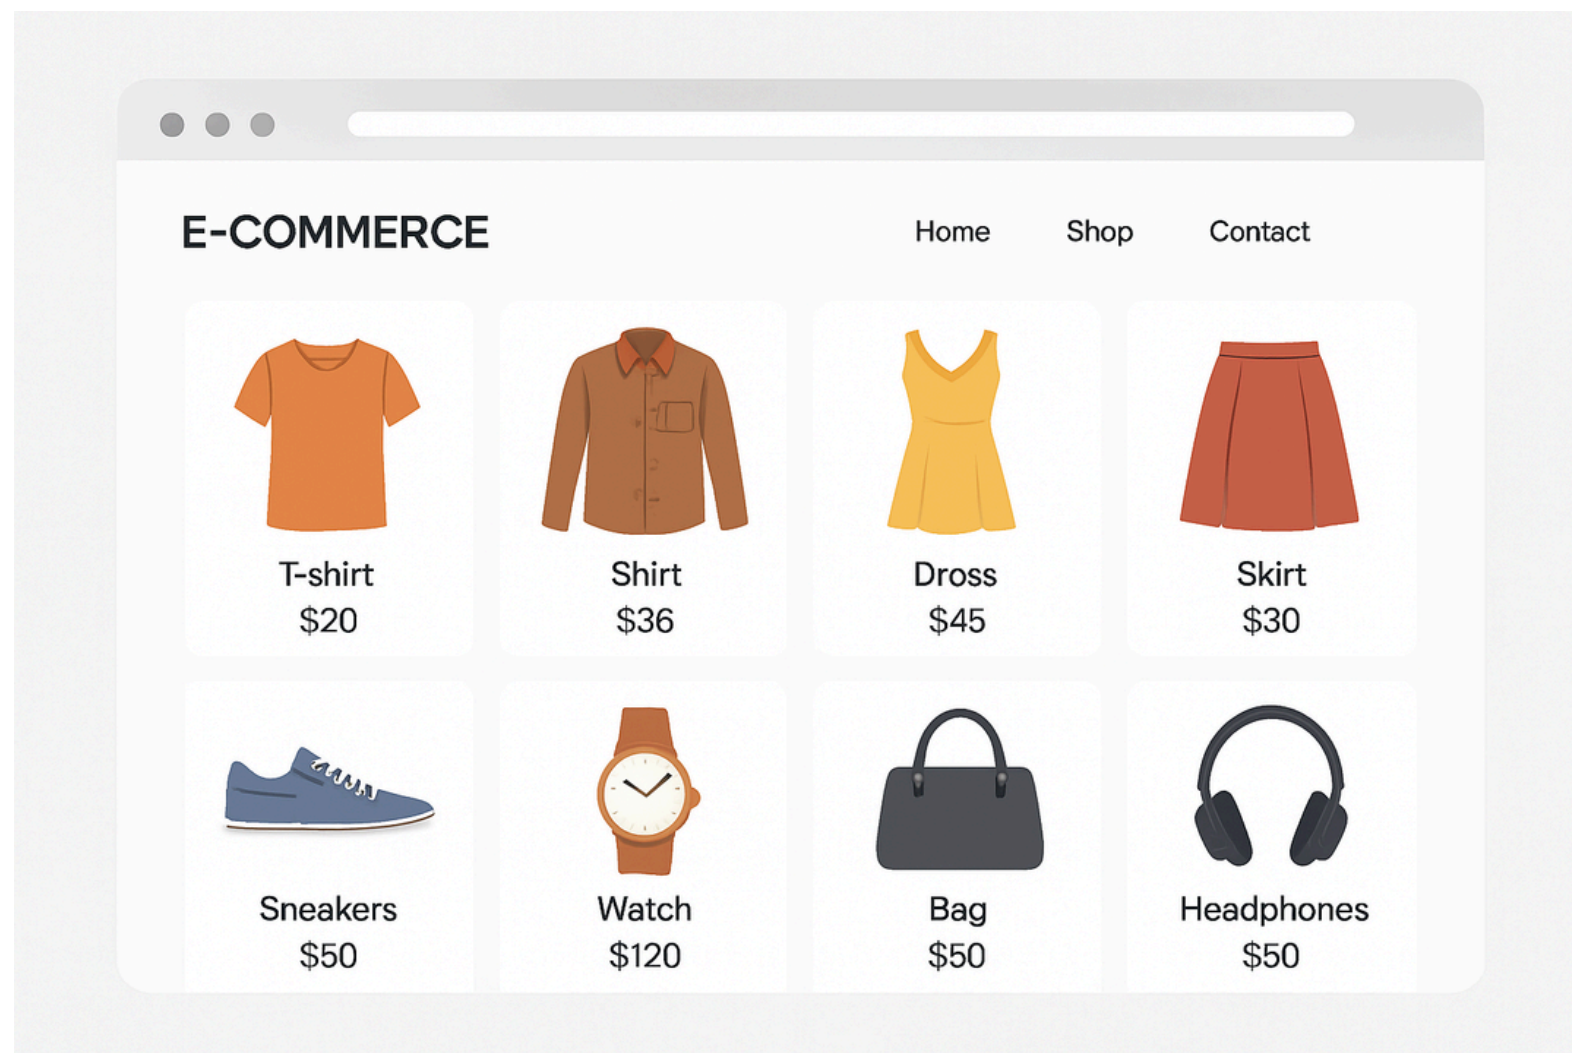 E-COMMERCE
Home Shop Contact
T-shirt
$20
Shirt
$36
Dross
$45
Skirt
$30
Sneakers
$50
Watch
$120
Bag
$50
Headphones
$50